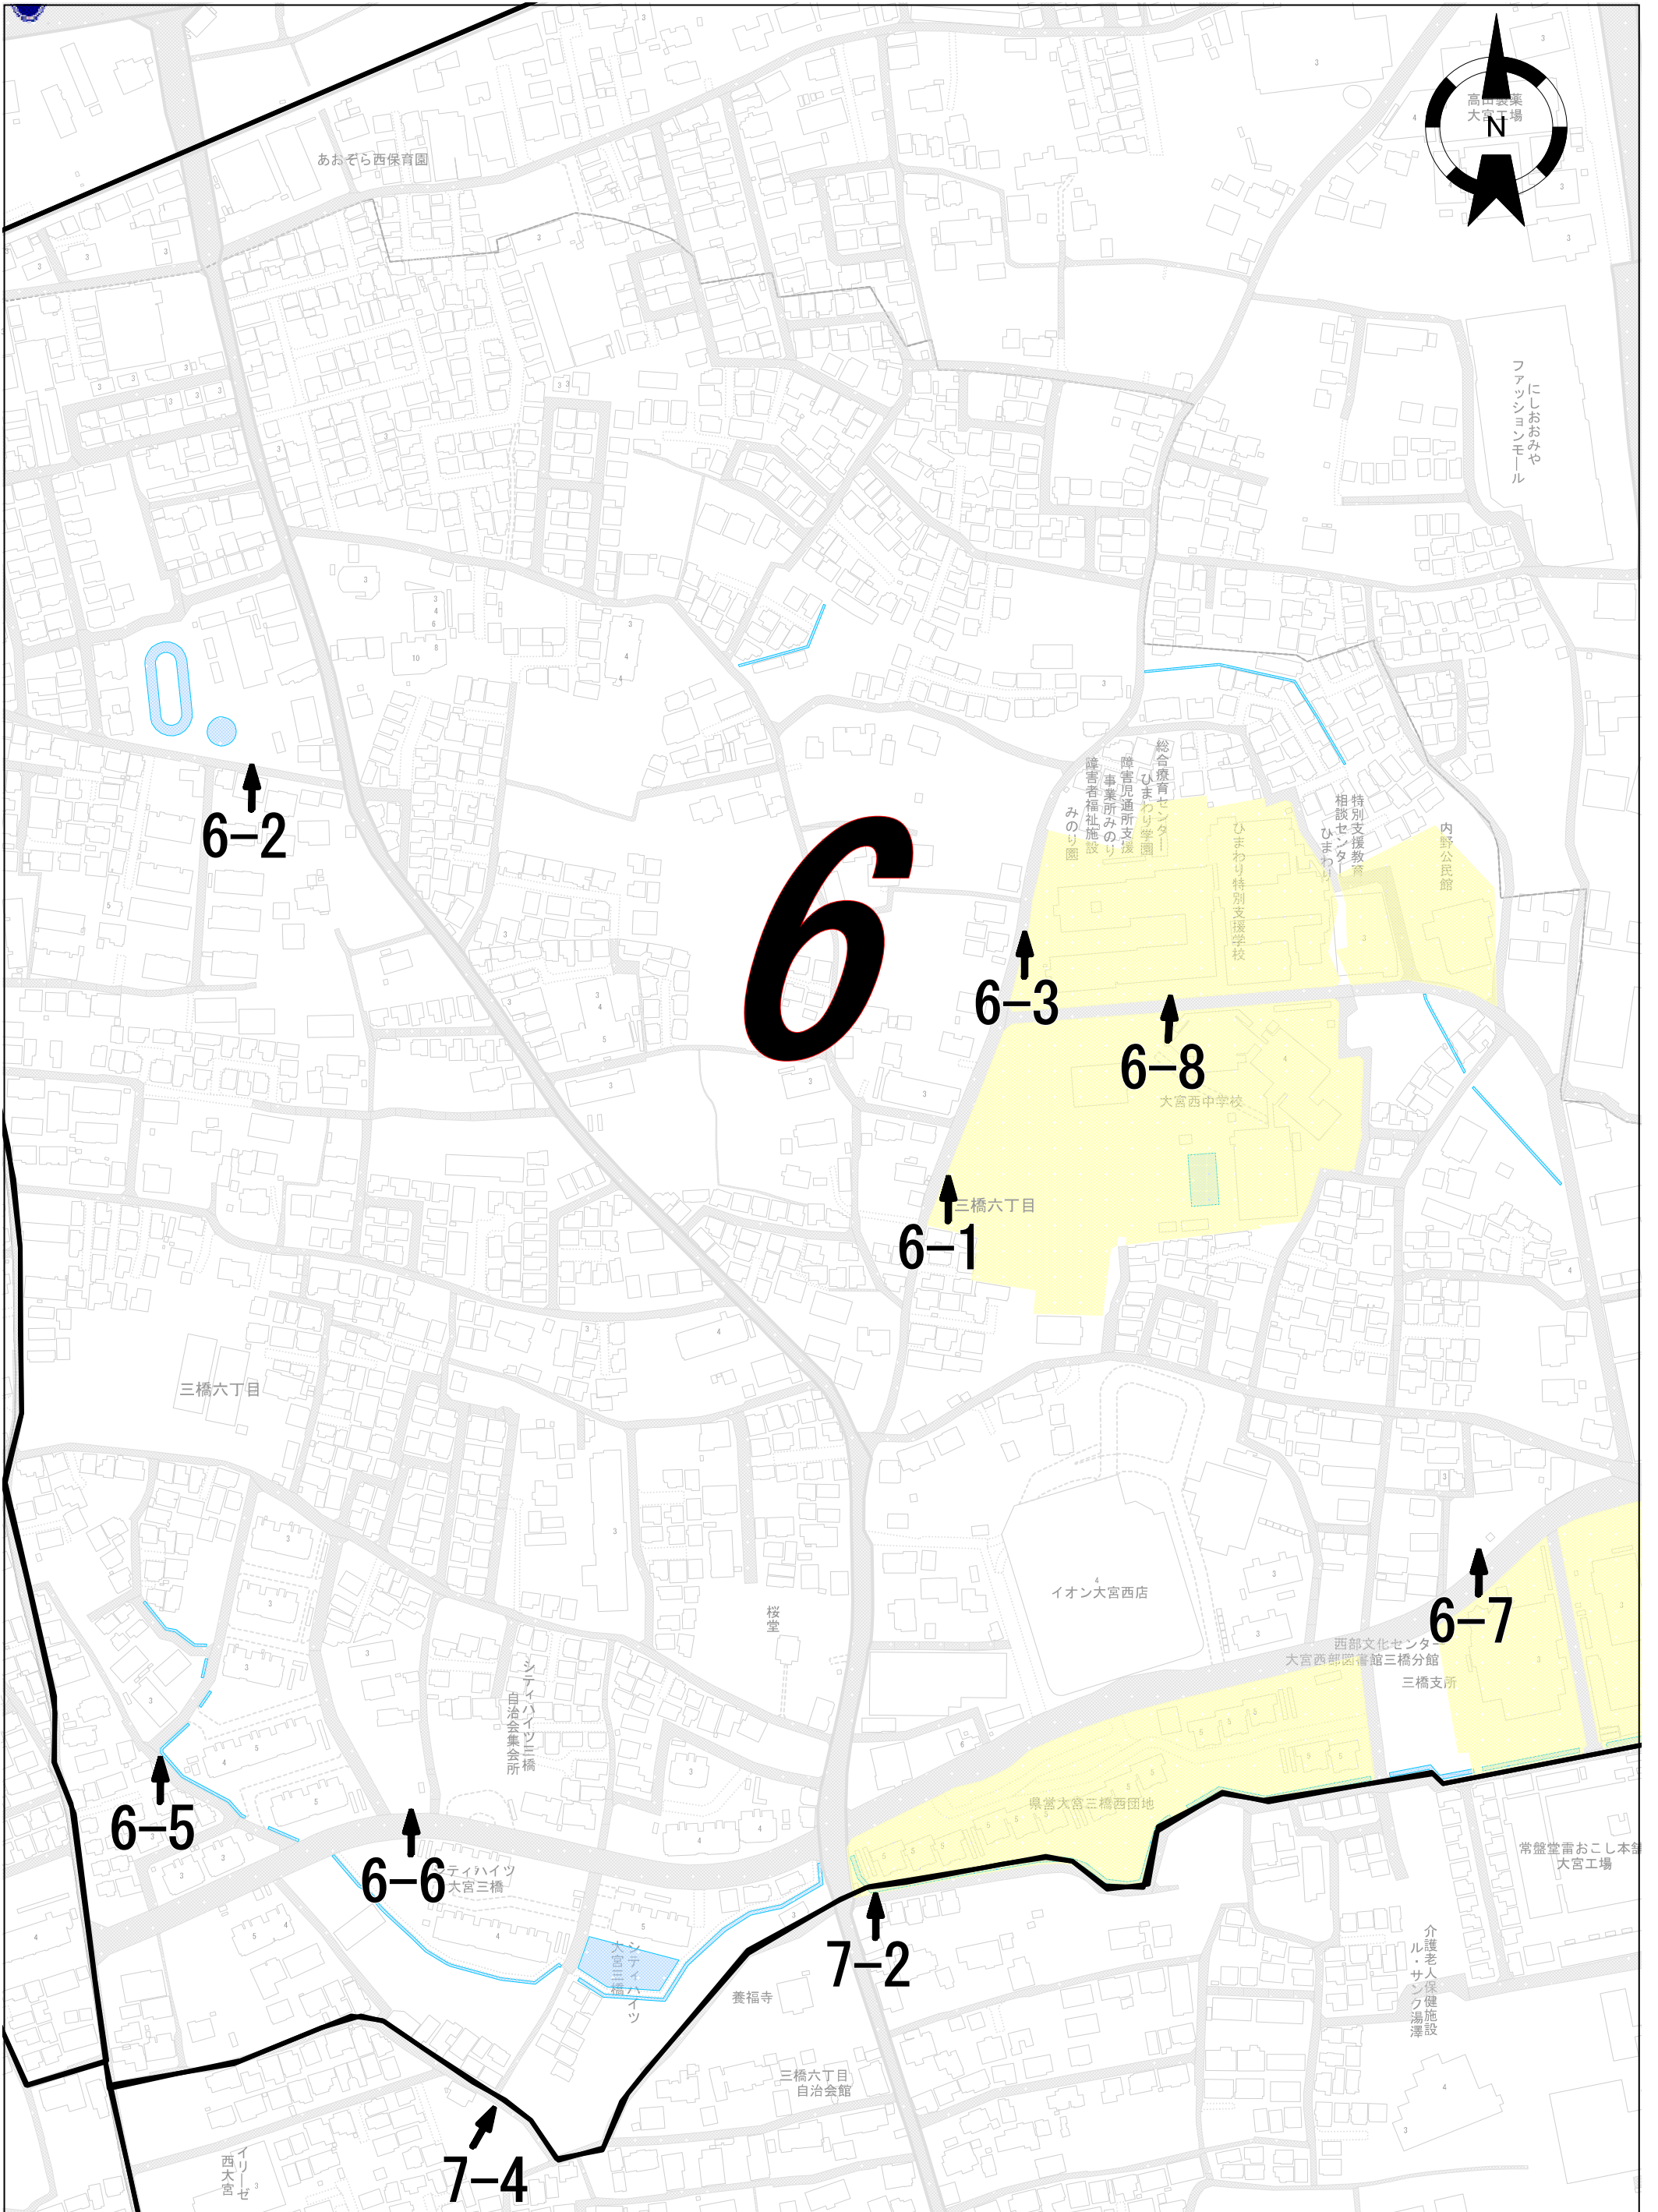 あおぞら西保育園
高田製薬
大宮工場
N
にしおおみや
ファッションモール
6-2
6
総合療育センター
ひまわり学園
障害児通所支援
事業所みのり
障害者福祉施設
みのり園
ひまわり特別支援学校
特別支援教育
相談センター
ひまわり
内野公民館
6-3
6-8
大宮西中学校
6-1
三橋六丁目
三橋六丁目
イオン大宮西店
桜堂
6-7
西部文化センター
大宮西部図書館三橋分館
三橋支所
シティハイツ三橋
自治会集会所
6-5
6-6
シティハイツ
大宮三橋
県営大宮三橋西団地
常盤堂雷おこし本舗
大宮工場
シティハイツ
大宮三橋
7-2
養福寺
介護老人保健施設
ル・サンク湯澤
三橋六丁目
自治会館
7-4
イリーゼ
西大宮